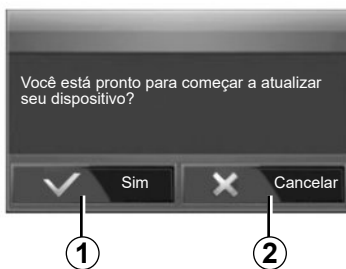 Você está pronto para começar a atualizar
seu dispositivo?
Sim
Cancelar
1
2